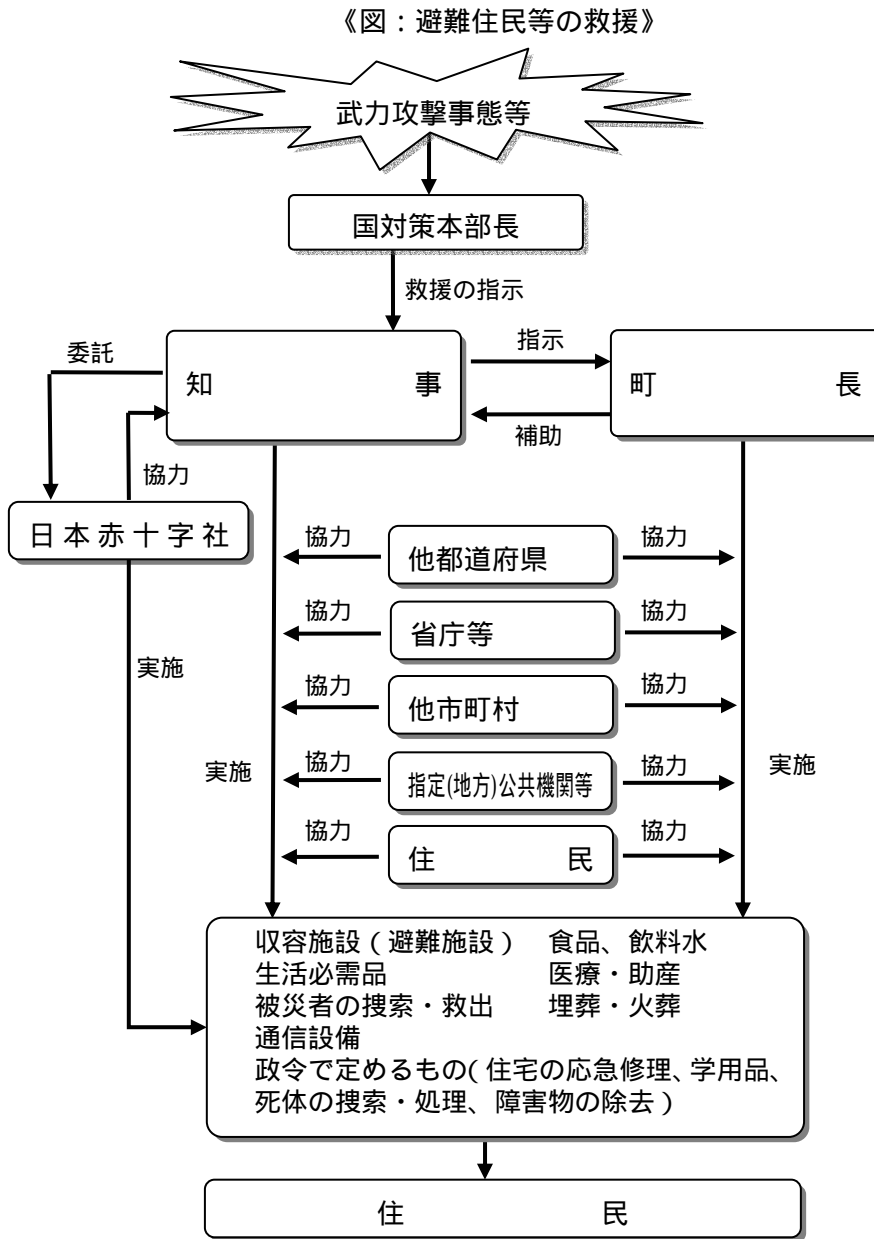 《図：避難住民等の救援》
武力攻撃事態等
国対策本部長
救援の指示
委託
知　事
指示
町　長
補助
協力
日本赤十字社
協力
他都道府県
協力
協力
省庁等
協力
実施
協力
他市町村
協力
実施
協力
指定(地方)公共機関等
協力
実施
協力
住　民
協力
収容施設（避難施設）　食品、飲料水
生活必需品　医療・助産
被災者の捜索・救出　埋葬・火葬
通信設備
政令で定めるもの（住宅の応急修理、学用品、
死体の捜索・処理、障害物の除去）
住　民